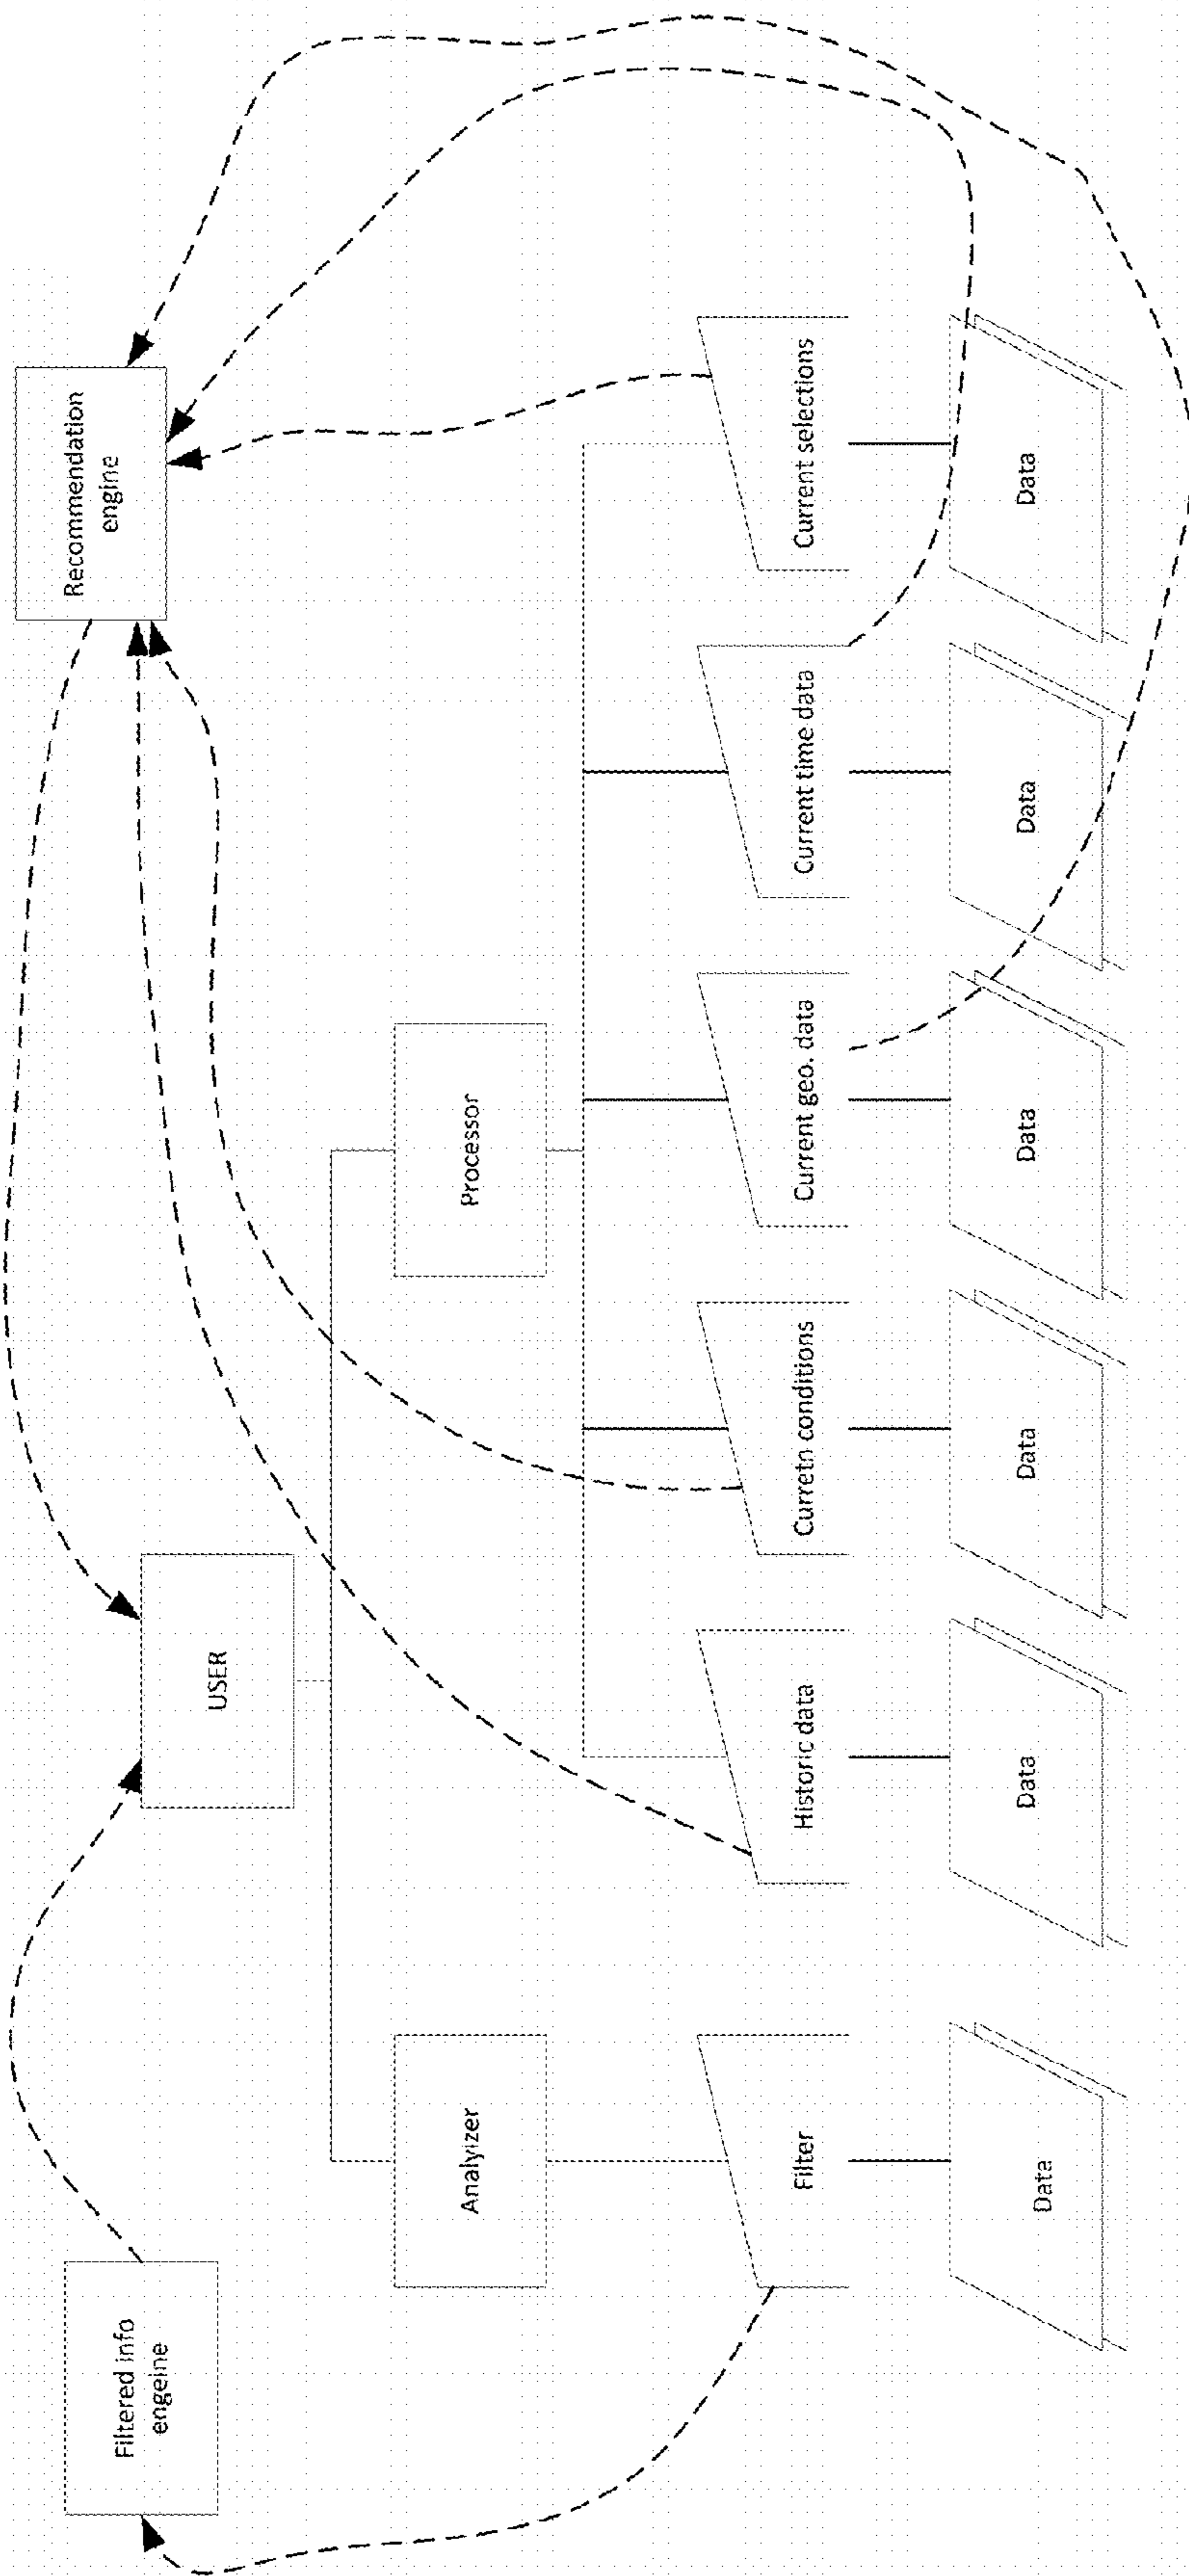 Filtered info
engeine
USER
Recommendation
engine
Analyizer
Processor
Filter
Historic data
Curretn conditions
Current geo. data
Current time data
Current selections
Data
Data
Data
Data
Data
Data